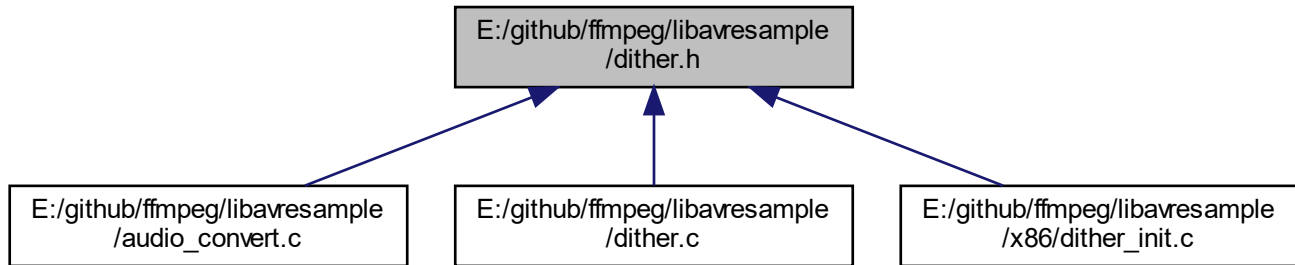 E:/github/ffmpeg/libavresample
/dither.h
E:/github/ffmpeg/libavresample
/audio_convert.c
E:/github/ffmpeg/libavresample
/dither.c
E:/github/ffmpeg/libavresample
/x86/dither_init.c